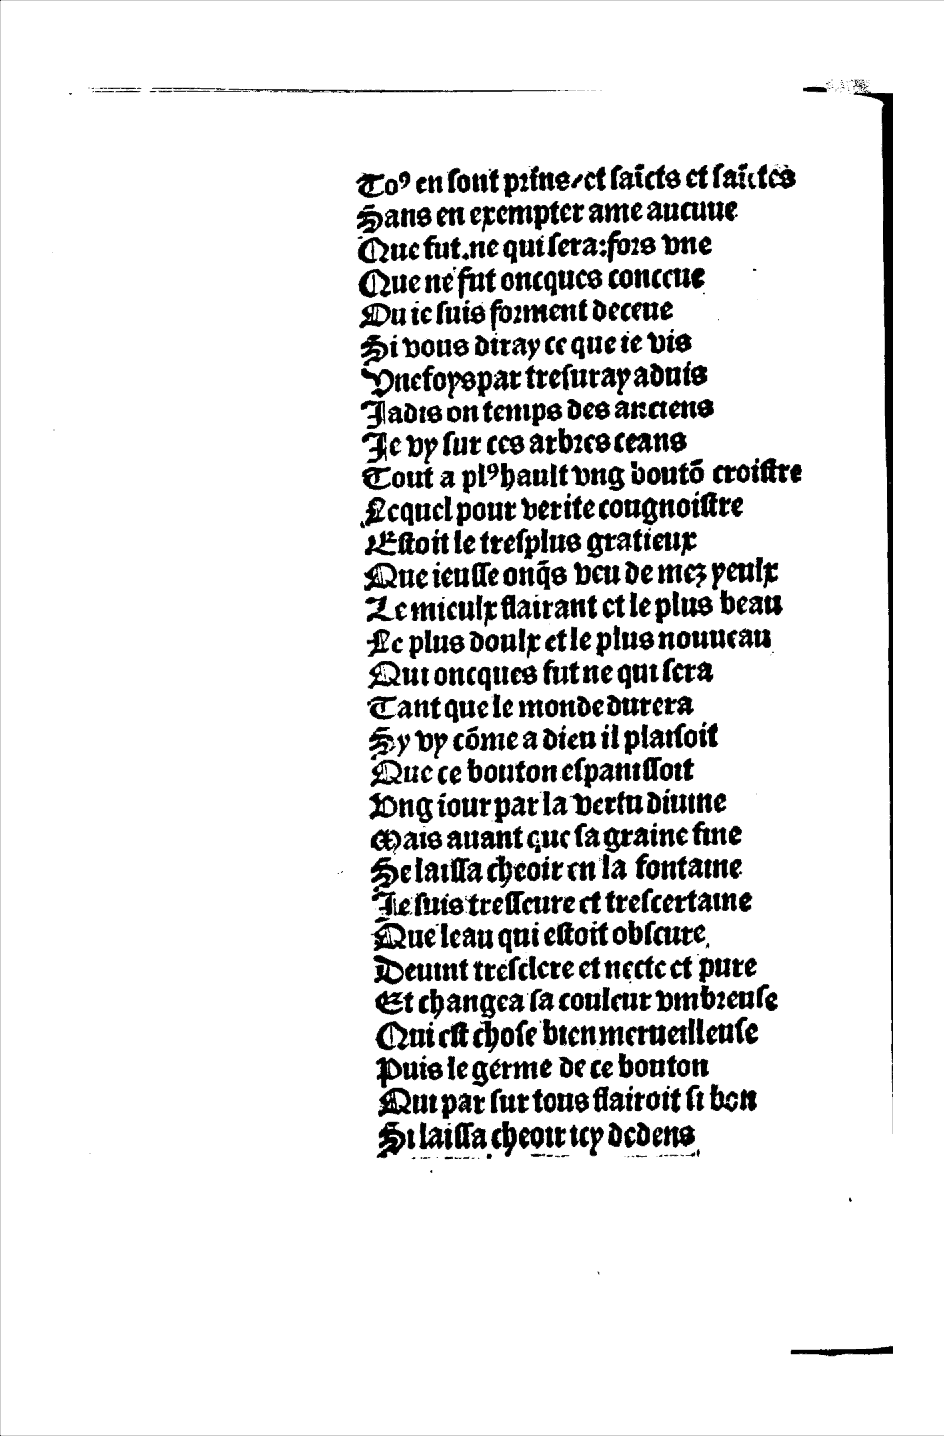 Toꝰ en ſont prins/et ſaīcts et ſaīctes
Sans en exempter ame aucune
Que fut.ne qui ſera:fors vne
Que ne fut oncques conceue
Ou ie ſuis forment deceue
Si vous diray ce que ie vis
Vnefoys par treſuray aduis
Jadis on temps des anciens
Je vy ſur ces arbres ceans
Tout a plꝰ hault vng boutō croiſtre
Lequel pour verite congnoiſtre
Eſtoit le treſplus gratieux
Que ieuſſe onq̄s veu de mez yeulx
Le mieulx flairant et le plus beau
Le plus doulx et le plus nouueau
Qui oncques fut ne qui ſera
Tant que le monde durera
Sy vy cōme a dieu il plaiſoit
Que ce bouton eſpaniſſoit
Vng iour par la vertu diuine
Mais auant que ſa graine fine
Se laiſſa cheoir en la fontaine
Je ſuis treſſeure et treſcertaine
Que leau qui eſtoit obſcure
Deuint treſclere et necte et pure
Et changea ſa couleur vmbreuſe
Qui eſt choſe bien merueilleuſe
Puis le germe de ce bouton
Qui par ſur tous flairoit ſi bon
Si laiſſa cheoir icy dedens